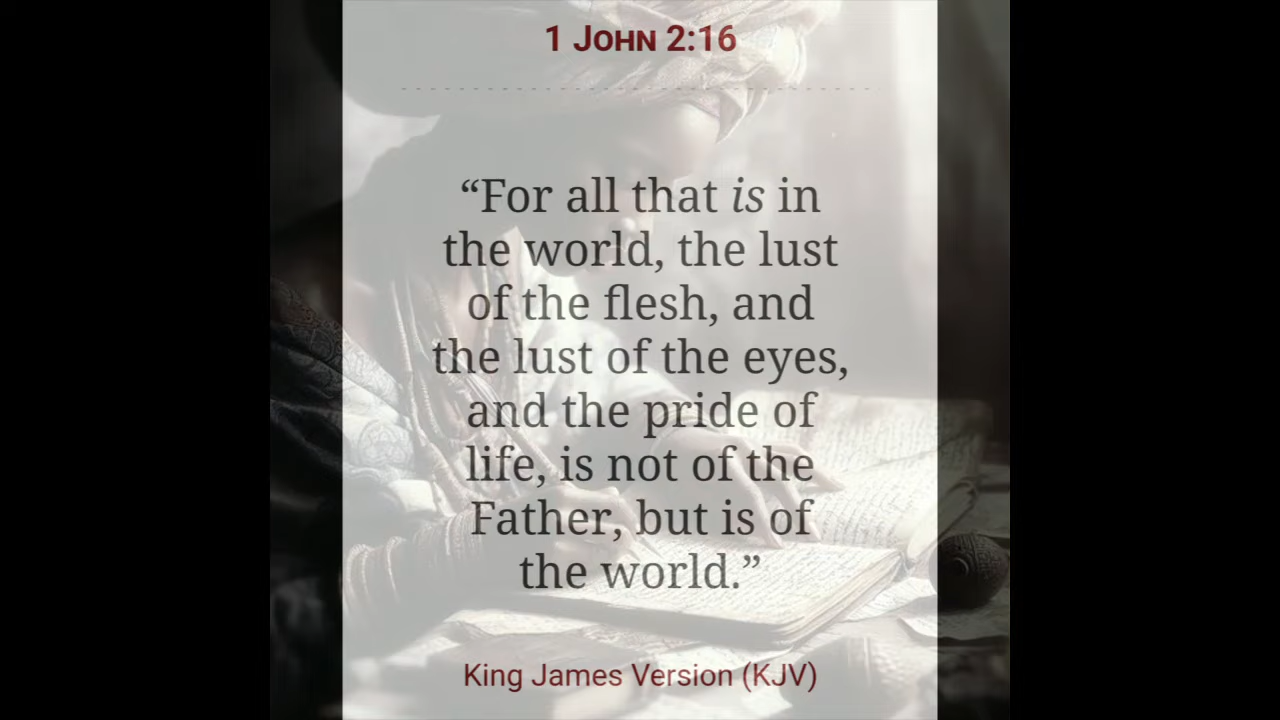 1 John 2:16
“For all that is in
the world, the lust
of the flesh, and
the lust of the eyes,
and the pride of
life, is not of the
Father, but is of
the world.”
King James Version (KJV)